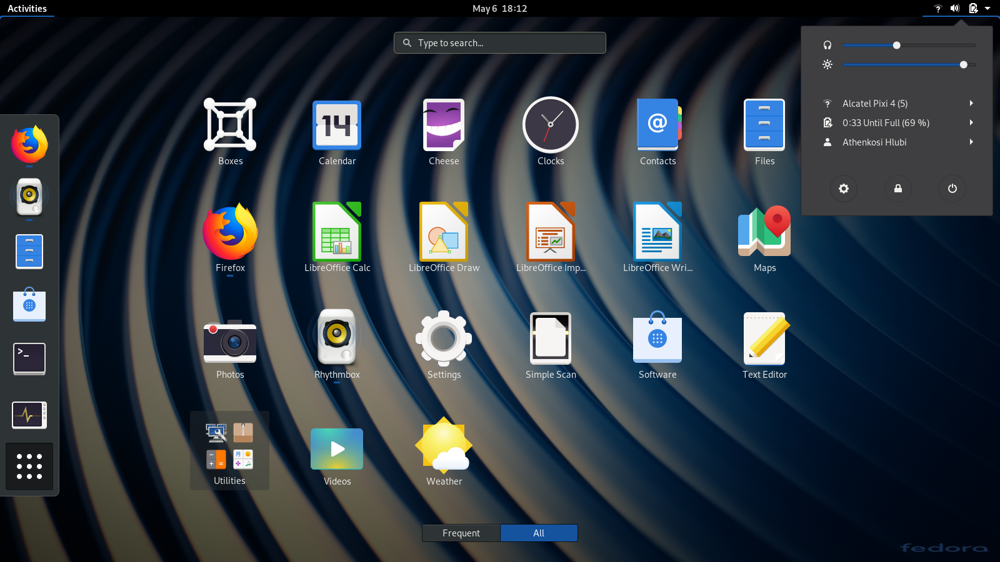 Activities
May 6 18:12
Type to search...
Alcatel Pixi 4 (5)
0:33 Until Full (69 %)
Athenkosi Hlubi
14
@
Boxes
Calendar
Cheese
Clocks
Contacts
Files
Firefox
LibreOffice Calc
LibreOffice Draw
LibreOffice Imp...
LibreOffice Wri...
Maps
>_
Photos
Rhythmbox
Settings
Simple Scan
Software
Text Editor
Utilities
Videos
Weather
Frequent
All
fedora